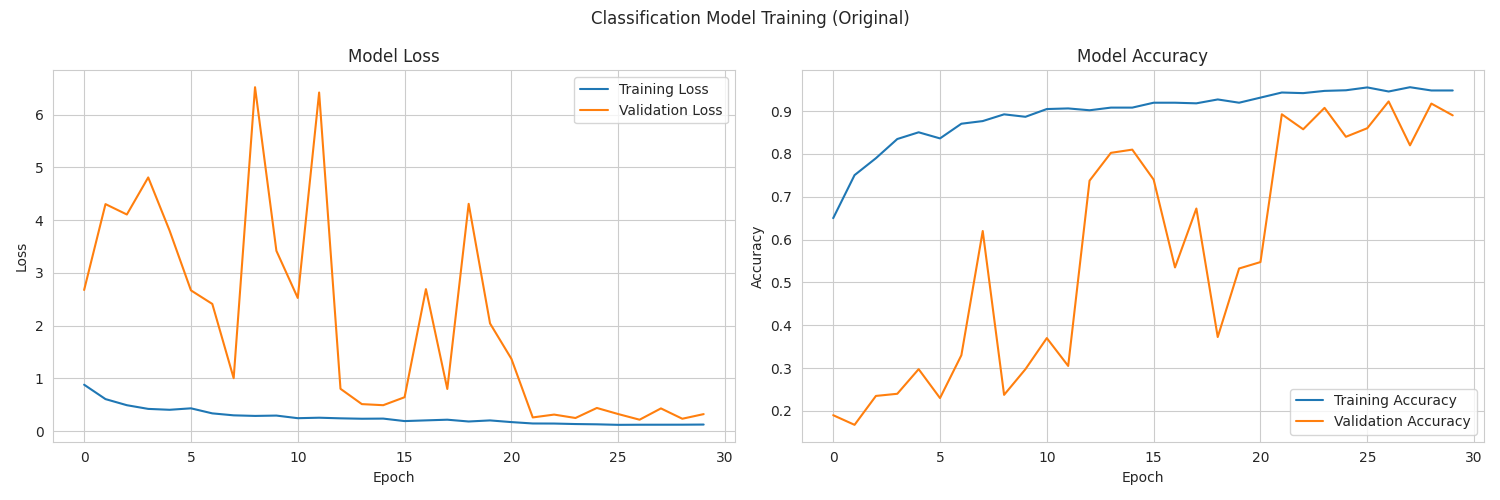 Classification Model Training (Original)
Model Loss
Training Loss
Validation Loss
6
5
4
3
2
1
0
Loss
0 5 10 15 20 25 30
Epoch
Model Accuracy
0.9
0.8
0.7
0.6
0.5
0.4
0.3
0.2
Accuracy
Training Accuracy
Validation Accuracy
0 5 10 15 20 25 30
Epoch